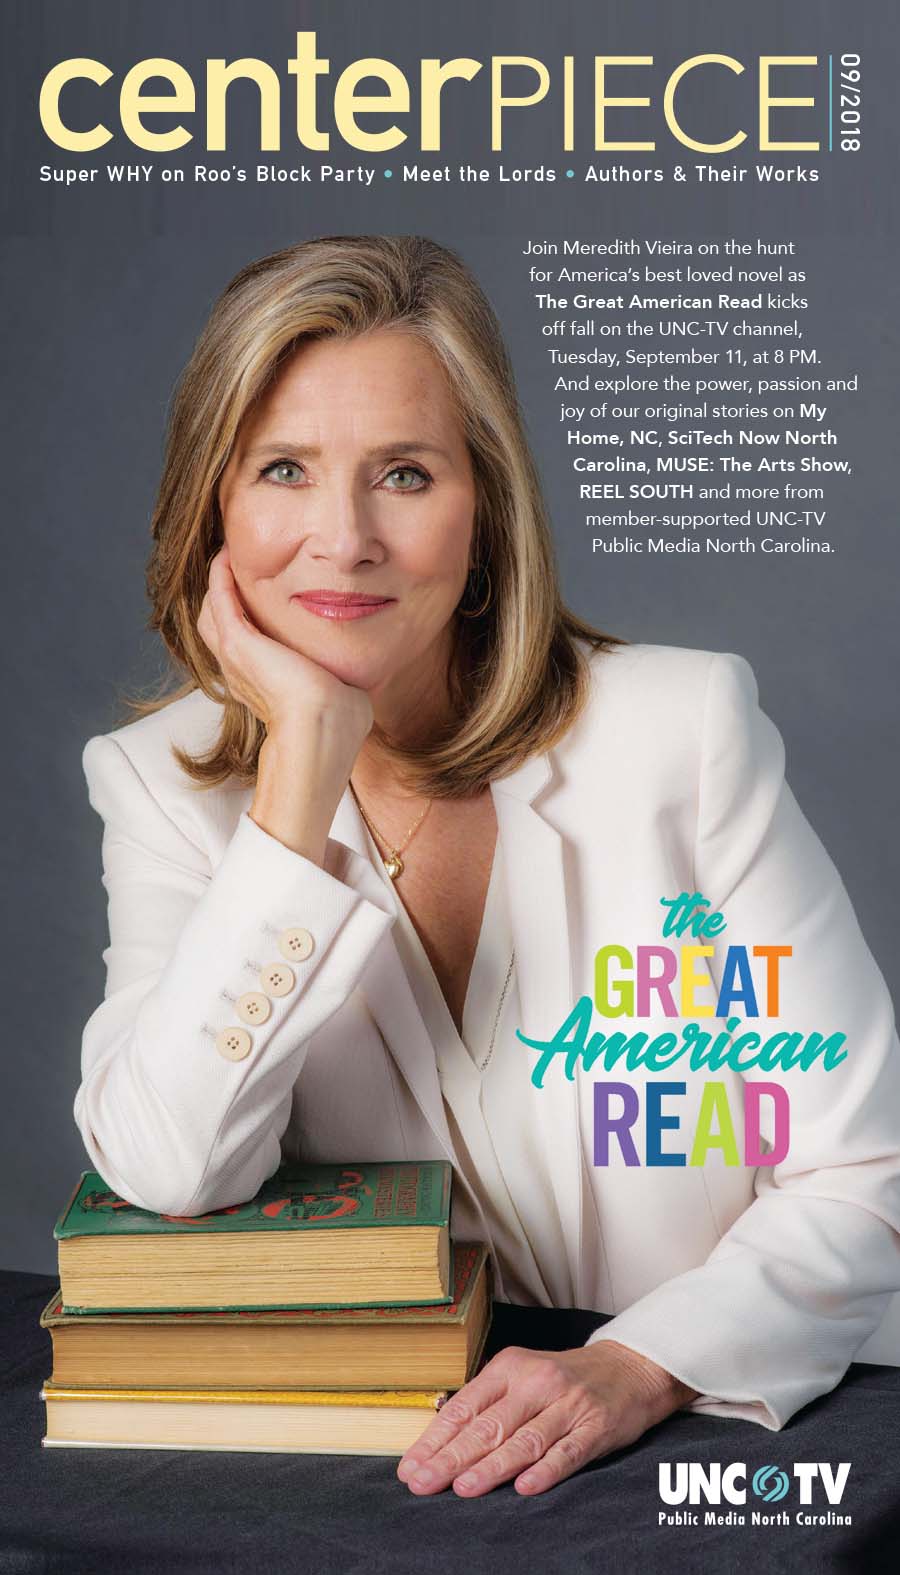 centerPIECE
09/2018
Super WHY on Roo's Block Party • Meet the Lords • Authors & Their Works
Join Meredith Vieira on the hunt
for America's best loved novel as
The Great American Read kicks
off fall on the UNC-TV channel,
Tuesday, September 11, at 8 PM.
And explore the power, passion and
joy of our original stories on My
Home, NC, SciTech Now North
Carolina, MUSE: The Arts Show,
REEL SOUTH and more from
member-supported UNC-TV
Public Media North Carolina.
the
GREAT
American
READ
UNC TV
Public Media North Carolina